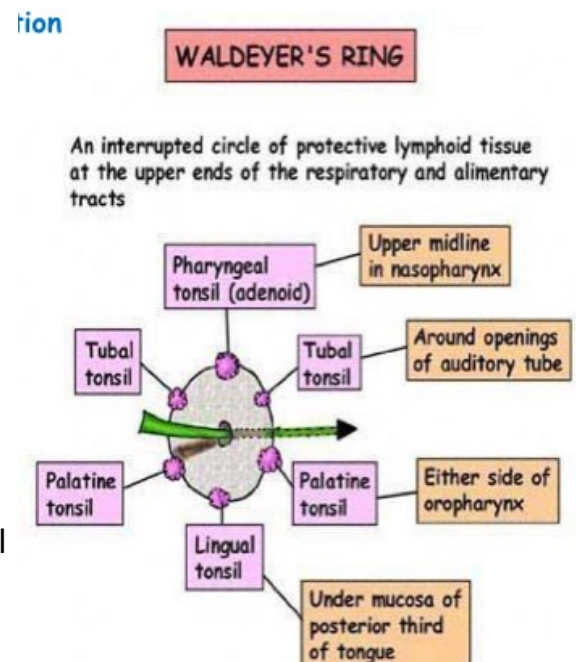 tion
WALDEYER'S RING
An interrupted circle of protective lymphoid tissue
at the upper ends of the respiratory and alimentary
tracts
Upper midline
in nasopharynx
Pharyngeal
tonsil (adenoid)
Tubal
tonsil
Tubal
tonsil
Around openings
of auditory tube
Palatine
tonsil
Palatine
tonsil
Either side of
oropharynx
l
Lingual
tonsil
Under mucosa of
posterior third
of tongue